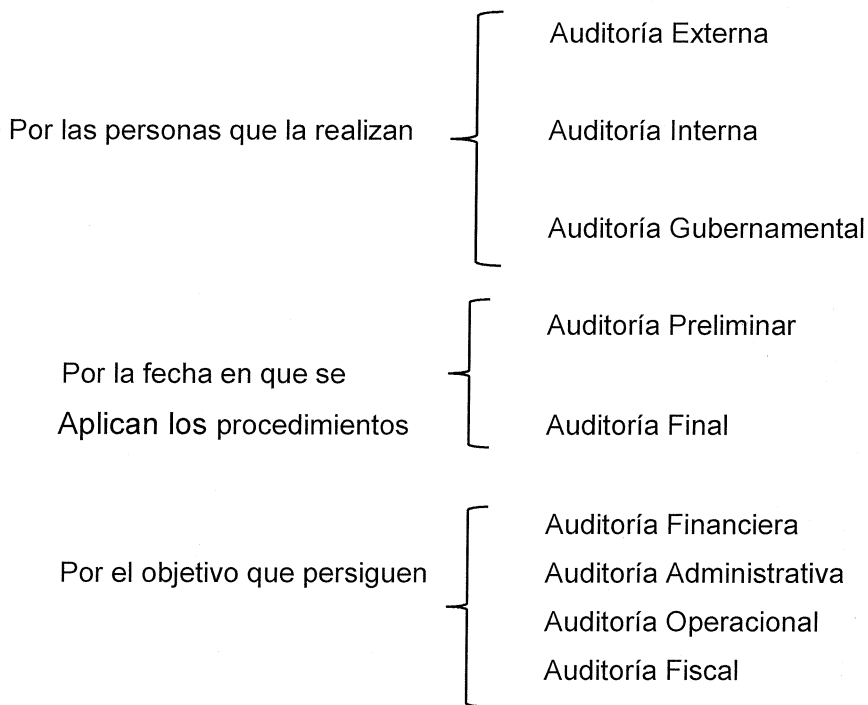 Por las personas que la realizan
Auditoría Externa
Auditoría Interna
Auditoría Gubernamental
Por la fecha en que se
Aplican los procedimientos
Auditoría Preliminar
Auditoría Final
Por el objetivo que persiguen
Auditoría Financiera
Auditoría Administrativa
Auditoría Operacional
Auditoría Fiscal